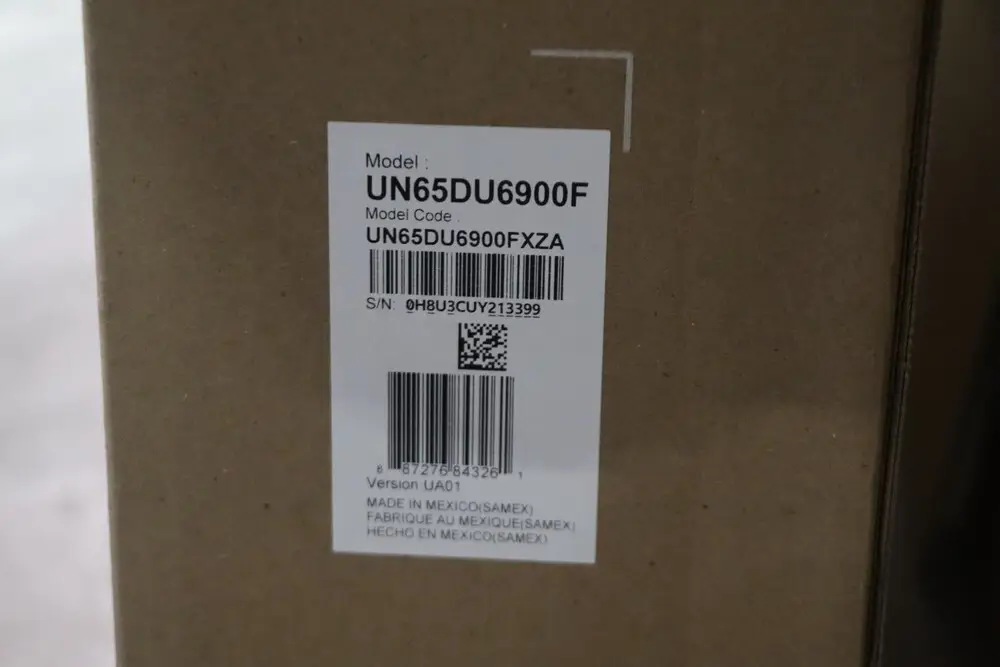 Model :
UN65DU6900F
Model Code :
UN65DU6900FXZA
S/N: 0H8U3CUY213399
8 87276 84326 1
Version UA01
MADE IN MEXICO(SAMEX)
FABRIQUE AU MEXIQUE(SAMEX)
HECHO EN MEXICO(SAMEX)